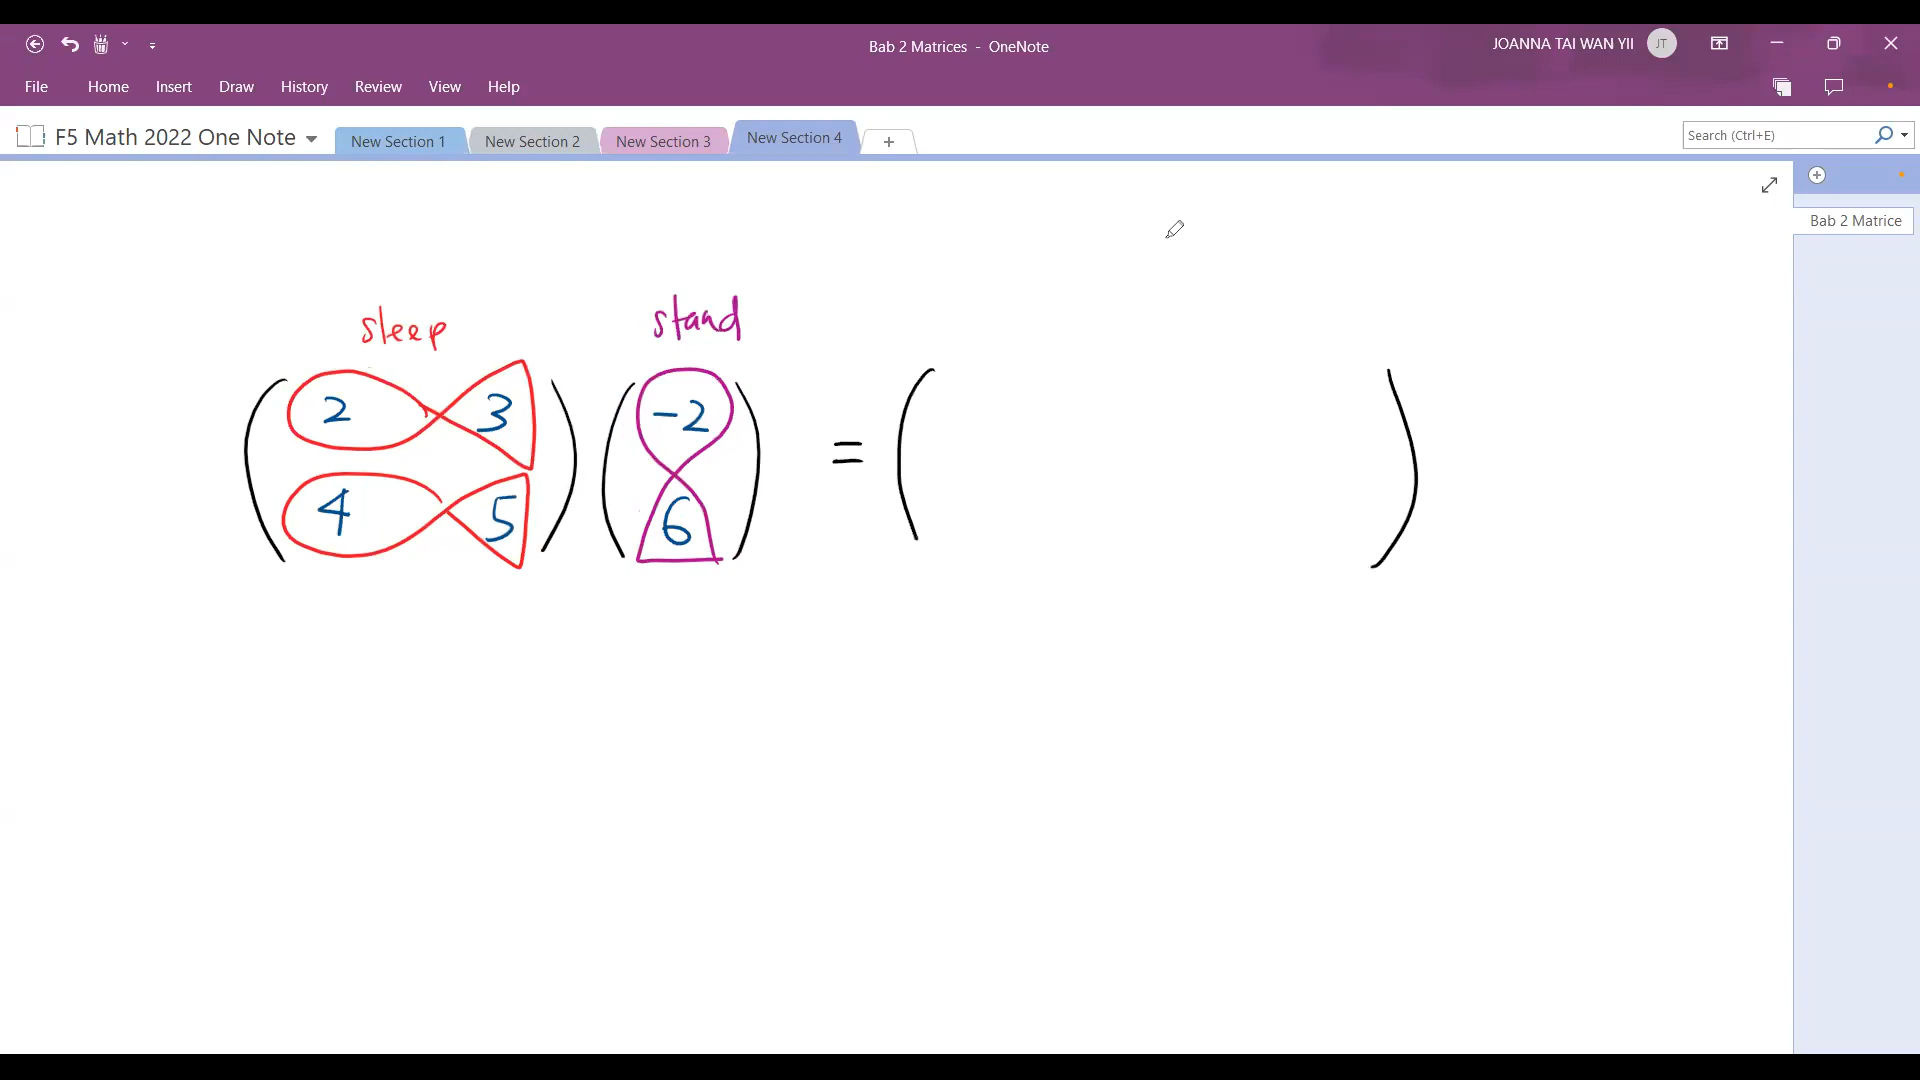 Bab 2 Matrices - OneNote
JOANNA TAI WAN YII JT
File Home Insert Draw History Review View Help
F5 Math 2022 One Note New Section 1 New Section 2 New Section 3 New Section 4 +
Search (Ctrl+E)
Bab 2 Matrice
sleep stand
( 2 3 ) ( -2 ) = ( )
4 5 6